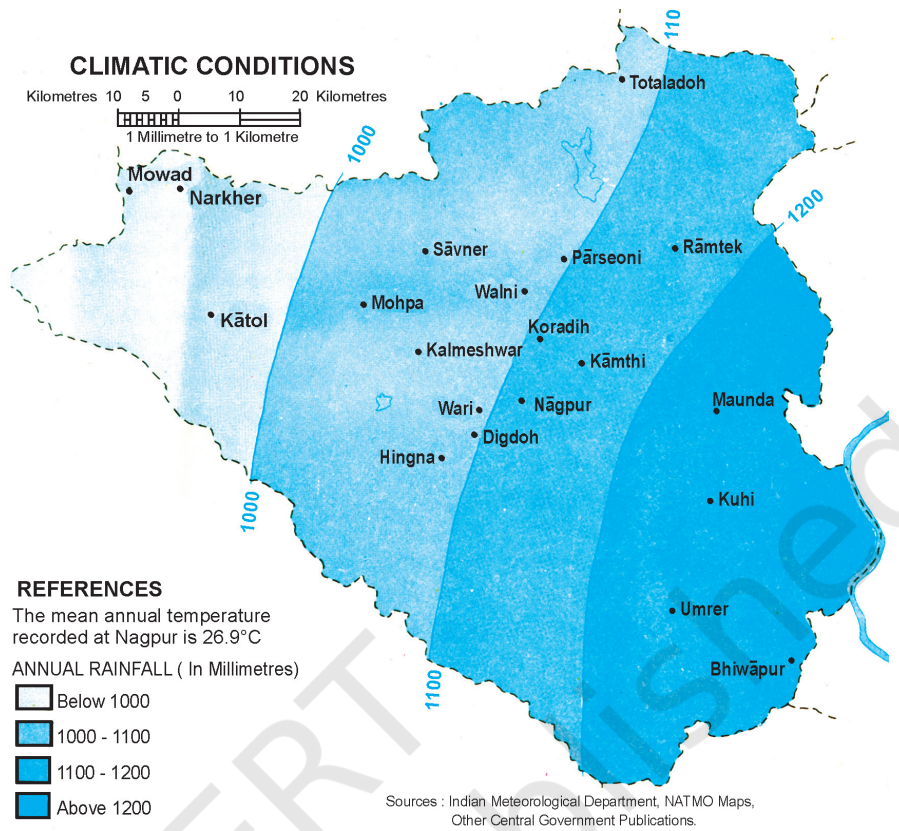 CLIMATIC CONDITIONS
Kilometres 10 5 0 10 20 Kilometres
1 Millimetre to 1 Kilometre
110
Totaladoh
1000
Mōwad
Narkher
1200
Sāvner
Rāmtek
Pārseoni
Walni
Mohpa
Kātol
Koradih
Kalmeshwar
Kāmthi
Maunda
Nāgpur
Wari
Digdoh
Hingna
Kuhi
1000
Umrer
Bhiwāpur
1100
REFERENCES
The mean annual temperature
recorded at Nagpur is 26.9°C
ANNUAL RAINFALL ( In Millimetres)
Below 1000
1000 - 1100
1100 - 1200
Above 1200
Sources : Indian Meteorological Department, NATMO Maps,
Other Central Government Publications.